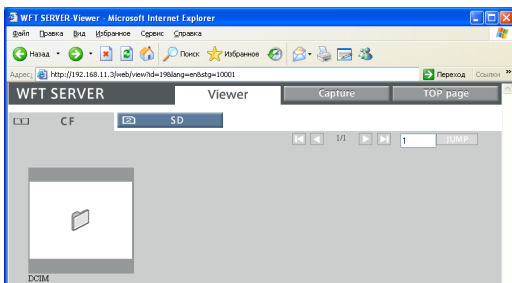 WFT SERVER-Viewer - Microsoft Internet Explorer
Файл Правка Вид Избранное Сервис Справка
Назад Поиск Избранное
Адрес: http://192.168.11.3/web/view?id=19&lang=en&stg=10001 Переход Ссылки »
WFT SERVER Viewer Capture TOP page
1 CF 2 SD
1/1 1 JUMP
DCIM